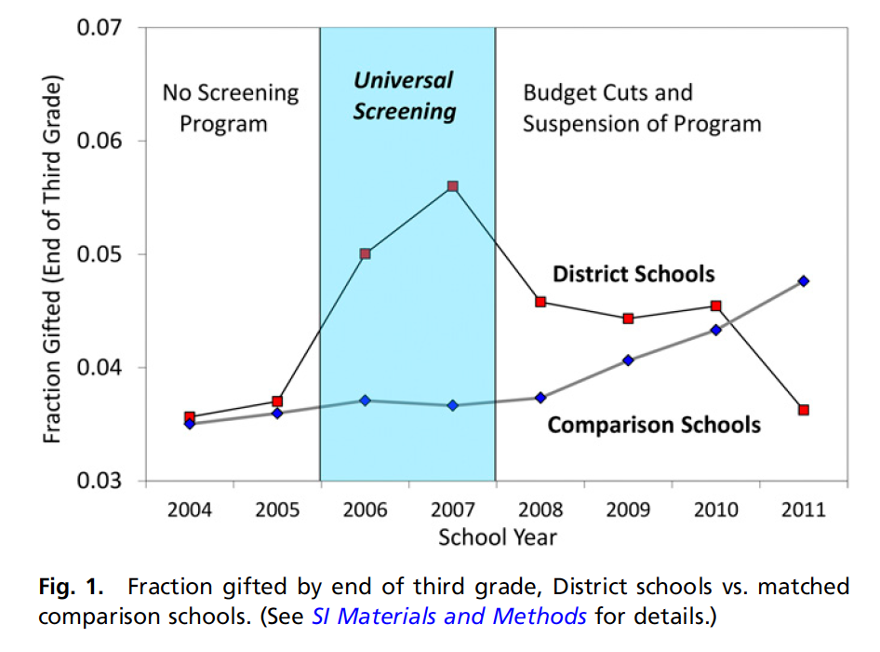 0.07
0.06
0.05
0.04
0.03
Fraction Gifted (End of Third Grade)
No Screening
Program
Universal
Screening
Budget Cuts and
Suspension of Program
District Schools
Comparison Schools
2004 2005 2006 2007 2008 2009 2010 2011
School Year
Fig. 1. Fraction gifted by end of third grade, District schools vs. matched
comparison schools. (See SI Materials and Methods for details.)